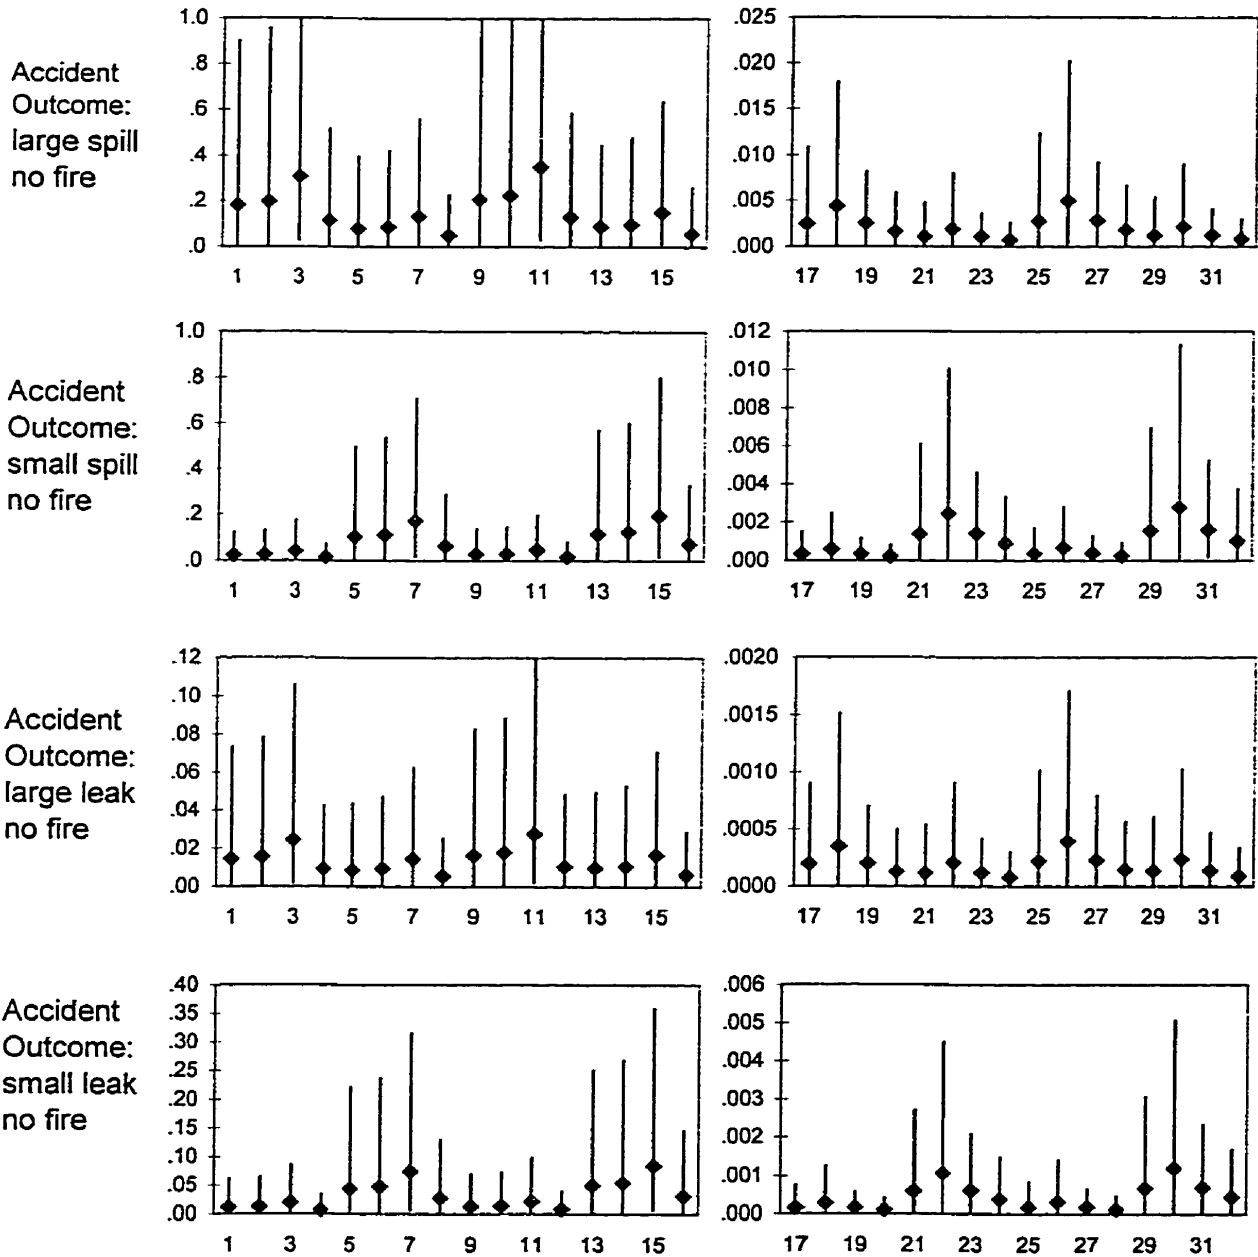 Accident
Outcome:
large spill
no fire
1.0
.8
.6
.4
.2
.0
1 3 5 7 9 11 13 15
.025
.020
.015
.010
.005
.000
17 19 21 23 25 27 29 31
Accident
Outcome:
small spill
no fire
1.0
.8
.6
.4
.2
.0
1 3 5 7 9 11 13 15
.012
.010
.008
.006
.004
.002
.000
17 19 21 23 25 27 29 31
Accident
Outcome:
large leak
no fire
.12
.10
.08
.06
.04
.02
.00
1 3 5 7 9 11 13 15
.0020
.0015
.0010
.0005
.0000
17 19 21 23 25 27 29 31
Accident
Outcome:
small leak
no fire
.40
.35
.30
.25
.20
.15
.10
.05
.00
1 3 5 7 9 11 13 15
.006
.005
.004
.003
.002
.001
.000
17 19 21 23 25 27 29 31